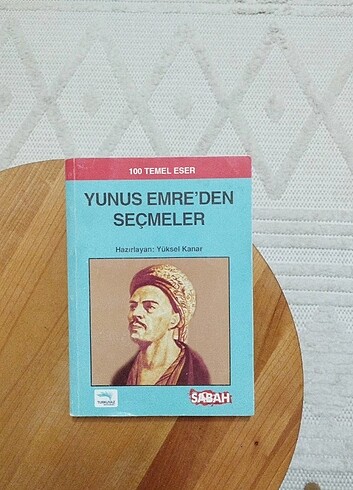 100 TEMEL ESER
YUNUS EMRE'DEN
SEÇMELER
Hazırlayan: Yüksel Kanar
SABAH